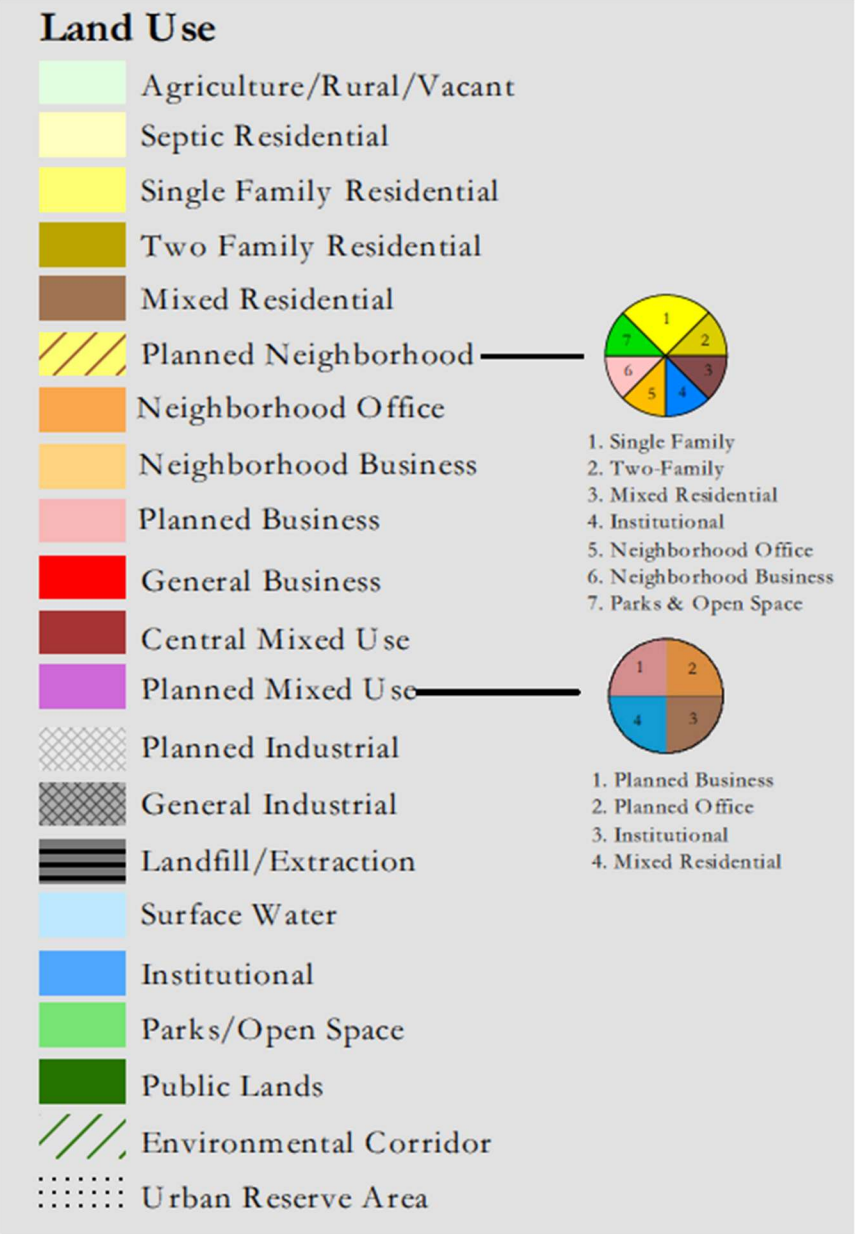 Land Use
Agriculture/Rural/Vacant
Septic Residential
Single Family Residential
Two Family Residential
Mixed Residential
Planned Neighborhood
Neighborhood Office
Neighborhood Business
Planned Business
General Business
Central Mixed Use
Planned Mixed Use
Planned Industrial
General Industrial
Landfill/Extraction
Surface Water
Institutional
Parks/Open Space
Public Lands
Environmental Corridor
Urban Reserve Area
1
2
3
4
5
6
7
1. Single Family
2. Two-Family
3. Mixed Residential
4. Institutional
5. Neighborhood Office
6. Neighborhood Business
7. Parks & Open Space
1
2
3
4
1. Planned Business
2. Planned Office
3. Institutional
4. Mixed Residential